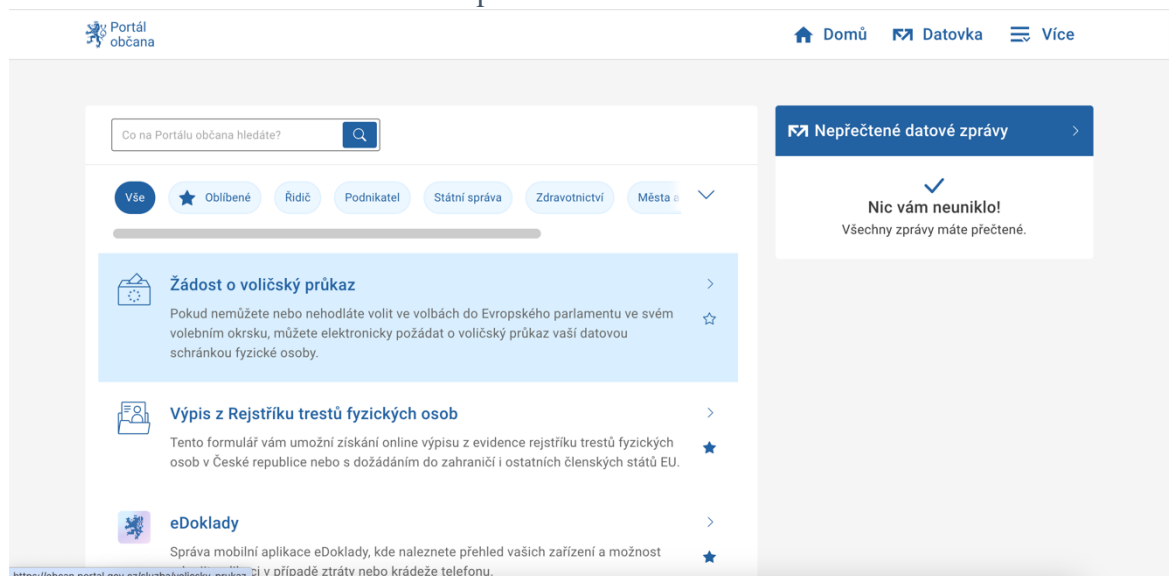 Portál
občana
Domů
Datovka
Více
Co na Portálu občana hledáte?
Vše
Oblíbené
Řidič
Podnikatel
Státní správa
Zdravotnictví
Města a
Žádost o voličský průkaz
Pokud nemůžete nebo nehodláte volit ve volbách do Evropského parlamentu ve svém
volebním okrsku, můžete elektronicky požádat o voličský průkaz vaší datovou
schránkou fyzické osoby.
Výpis z Rejstříku trestů fyzických osob
Tento formulář vám umožní získání online výpisu z evidence rejstříku trestů fyzických
osob v České republice nebo s dožádáním do zahraničí i ostatních členských států EU.
eDoklady
Správa mobilní aplikace eDoklady, kde naleznete přehled vašich zařízení a možnost
v případě ztráty nebo krádeže telefonu.
Nepřečtené datové zprávy
Nic vám neuniklo!
Všechny zprávy máte přečtené.